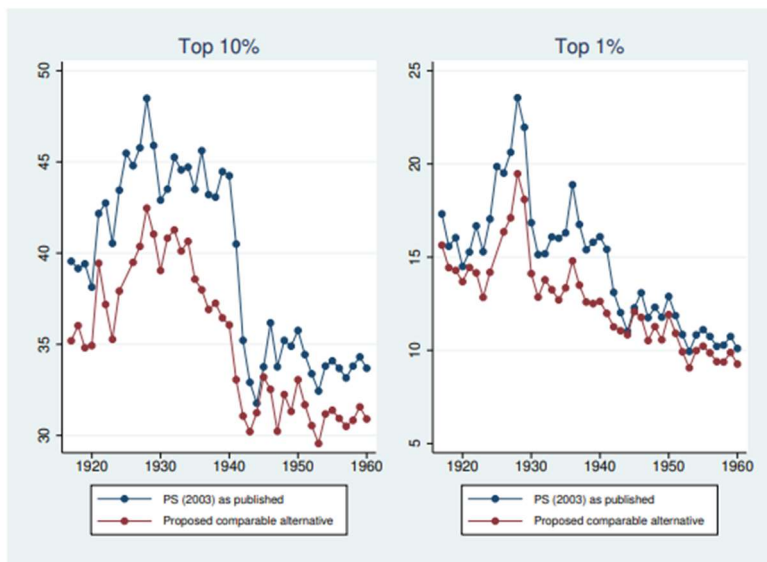 Top 10%
50
45
40
35
30
1920 1930 1940 1950 1960
PS (2003) as published
Proposed comparable alternative
Top 1%
25
20
15
10
5
1920 1930 1940 1950 1960
PS (2003) as published
Proposed comparable alternative